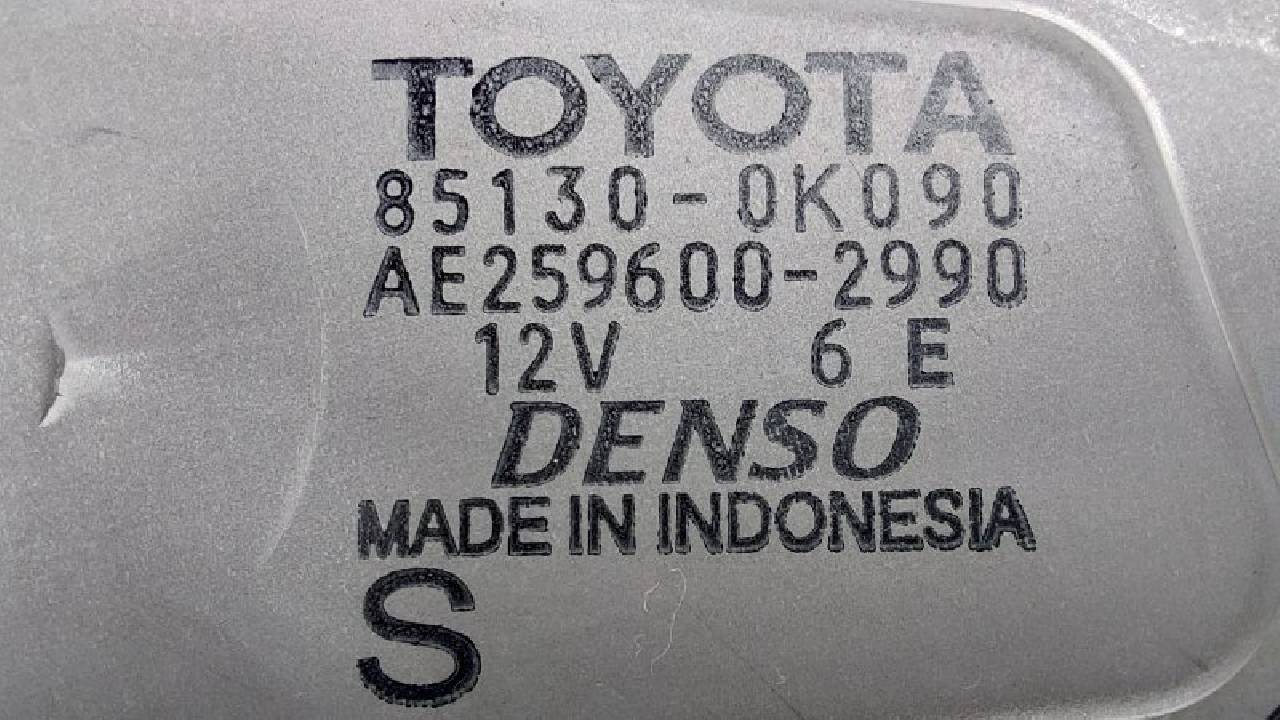 TOYOTA
85130-0K090
AE259600-2990
12V 6 E
DENSO
MADE IN INDONESIA
S